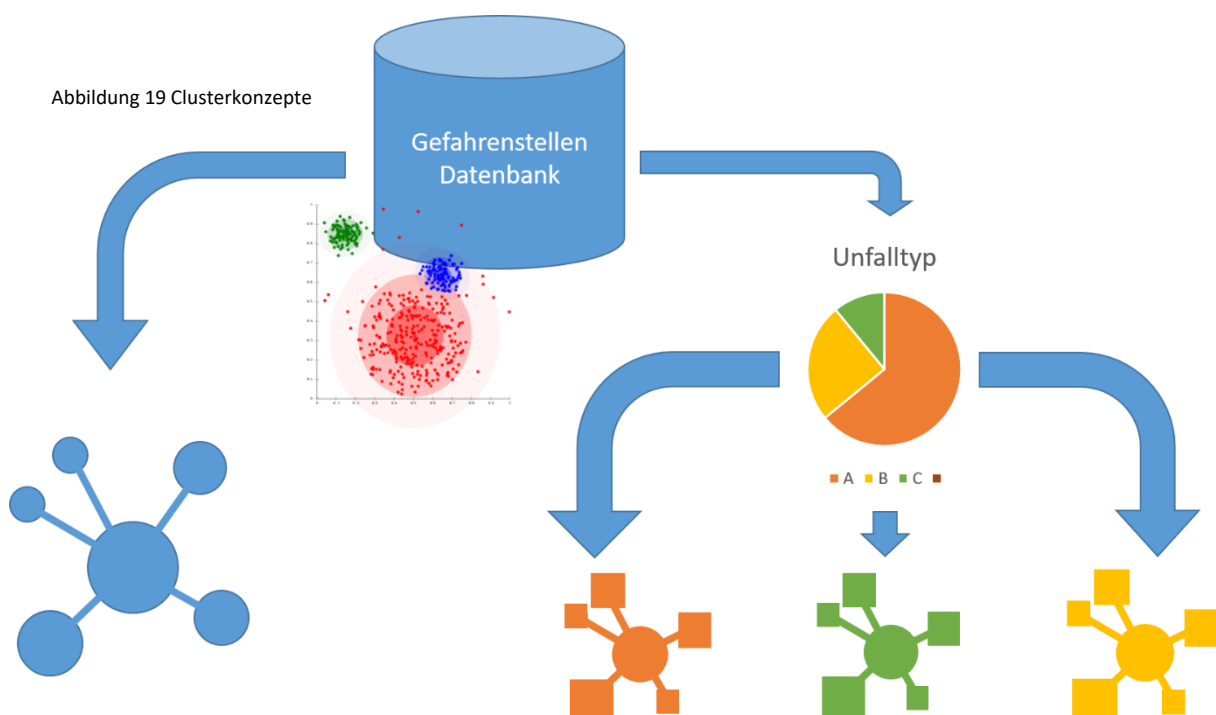 Abbildung 19 Clusterkonzepte
Gefahrenstellen
Datenbank
Unfalltyp
A B C